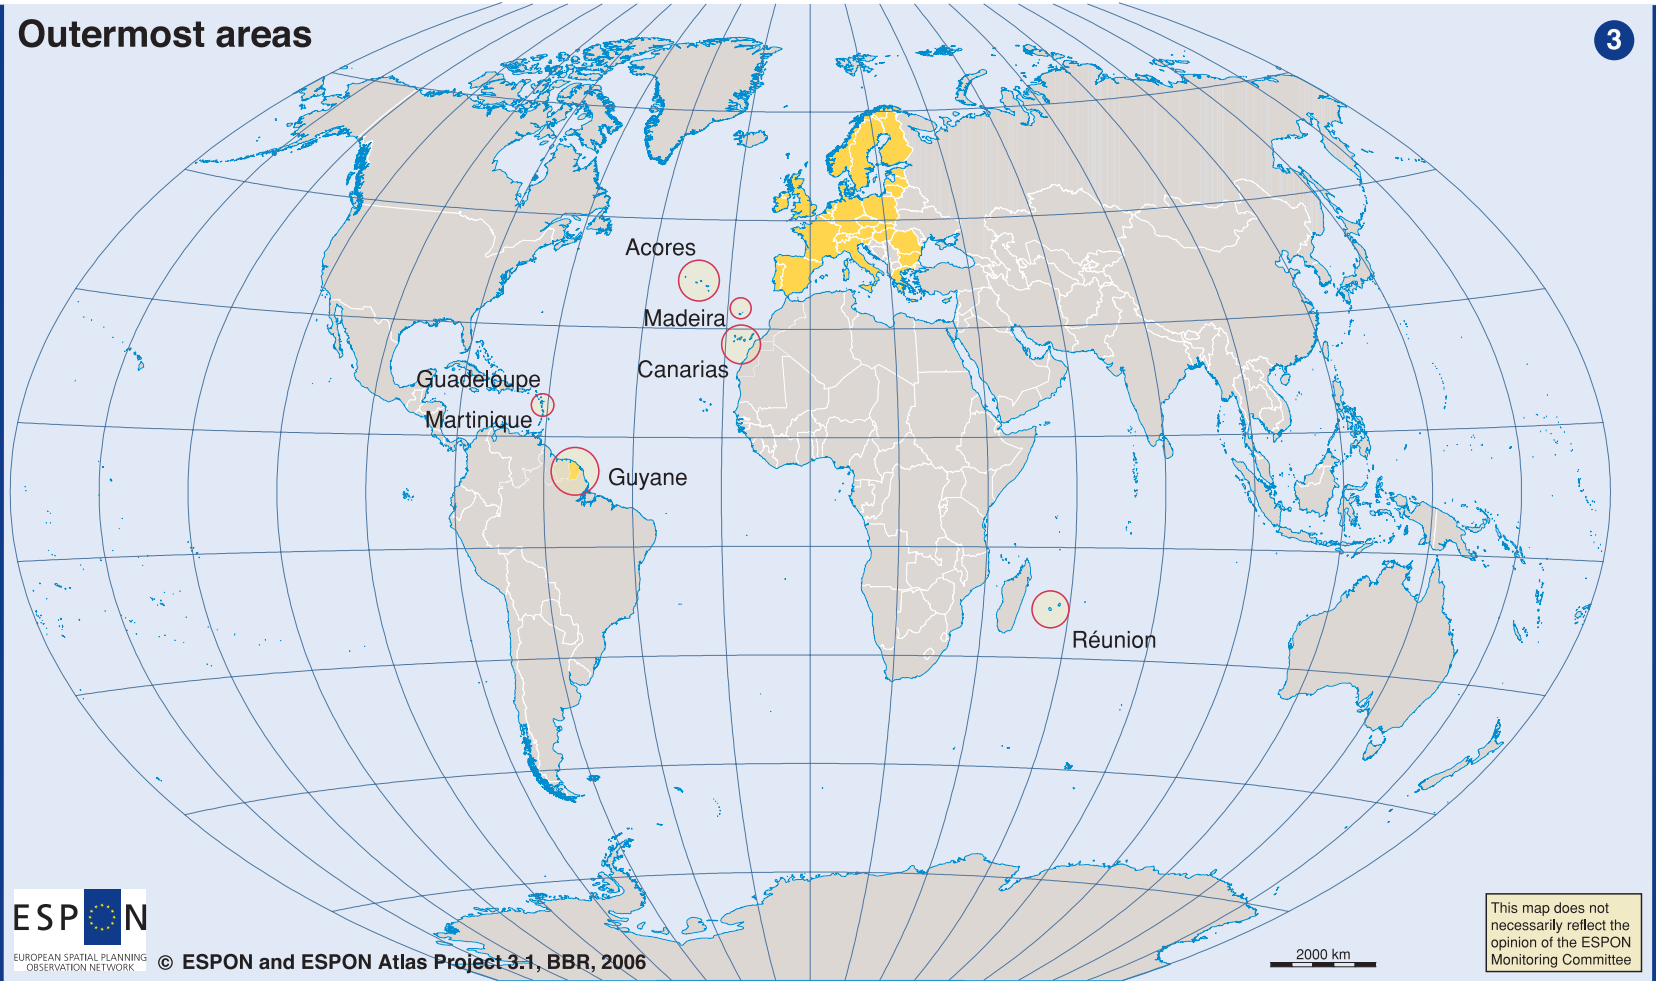 Outermost areas
3
Acores
Madeira
Canarias
Guadeloupe
Martinique
Guyane
Réunion
ESPON
EUROPEAN SPATIAL PLANNING
OBSERVATION NETWORK
© ESPON and ESPON Atlas Project 3.1, BBR, 2006
2000 km
This map does not
necessarily reflect the
opinion of the ESPON
Monitoring Committee